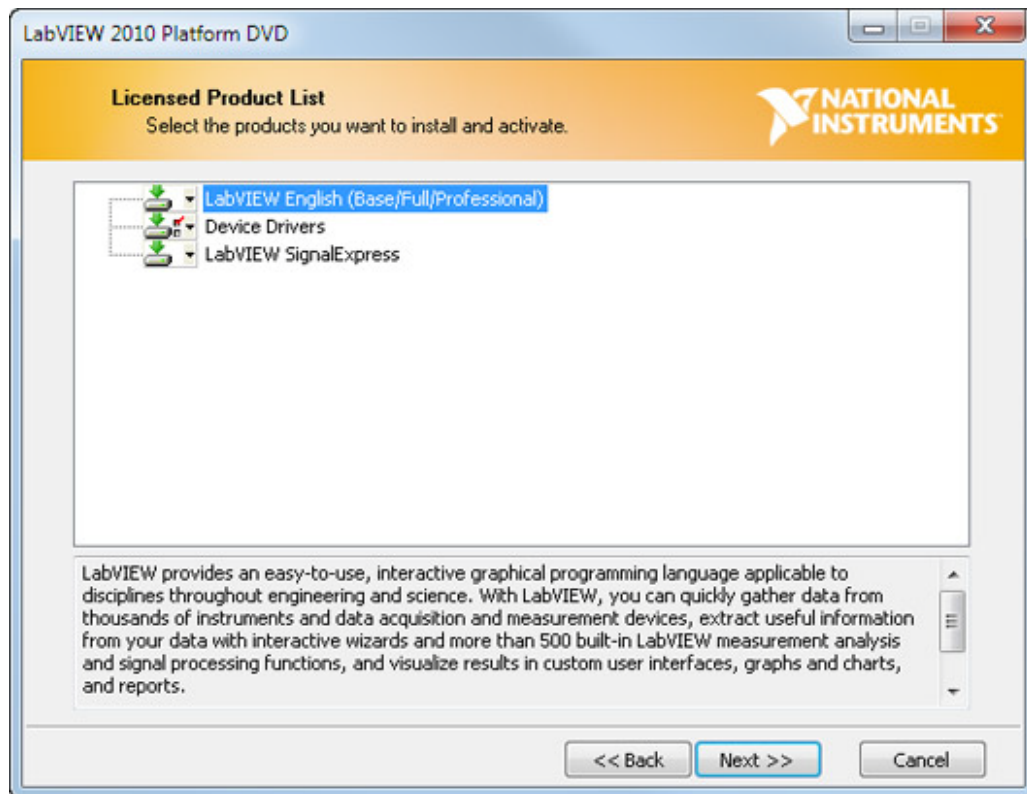 LabVIEW 2010 Platform DVD
Licensed Product List
Select the products you want to install and activate.
NATIONAL
INSTRUMENTS
LabVIEW English (Base/Full/Professional)
Device Drivers
LabVIEW SignalExpress
LabVIEW provides an easy-to-use, interactive graphical programming language applicable to
disciplines throughout engineering and science. With LabVIEW, you can quickly gather data from
thousands of instruments and data acquisition and measurement devices, extract useful information
from your data with interactive wizards and more than 500 built-in LabVIEW measurement analysis
and signal processing functions, and visualize results in custom user interfaces, graphs and charts,
and reports.
<< Back
Next >>
Cancel